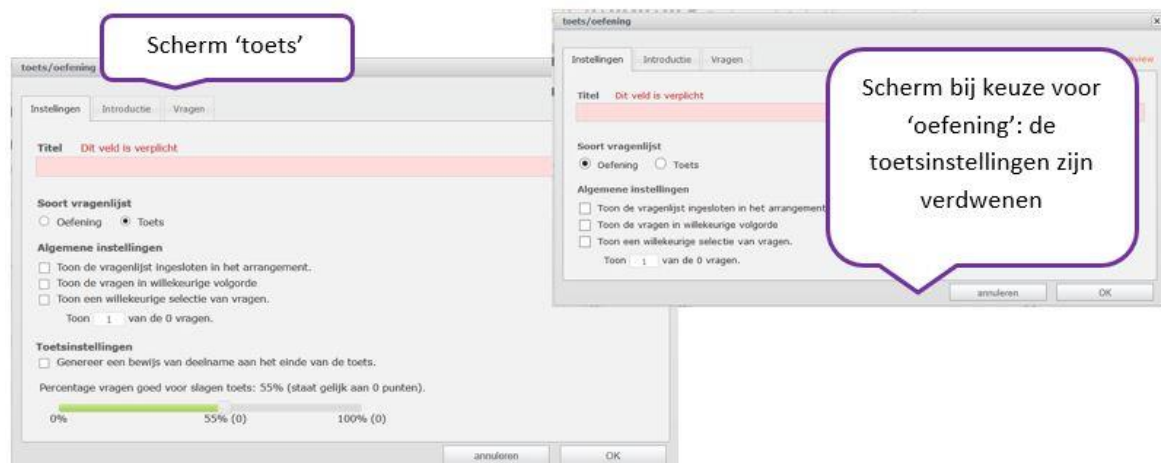 Scherm 'toets'
toets/oefening
Instellingen Introductie Vragen
Titel Dit veld is verplicht
Soort vragenlijst
Oefening Toets
Algemene instellingen
Toon de vragenlijst ingesloten in het arrangement.
Toon de vragen in willekeurige volgorde
Toon een willekeurige selectie van vragen.
Toon 1 van de 0 vragen.
Toetsinstellingen
Genereer een bewijs van deelname aan het einde van de toets.
Percentage vragen goed voor slagen toets: 55% (staat gelijk aan 0 punten).
0% 55% (0) 100% (0)
annuleren OK
toets/oefening
Instellingen Introductie Vragen
Titel Dit veld is verplicht
Soort vragenlijst
Oefening Toets
Algemene instellingen
Toon de vragenlijst ingesloten in het arrangement
Toon de vragen in willekeurige volgorde
Toon een willekeurige selectie van vragen.
Toon 1 van de 0 vragen.
annuleren OK
Scherm bij keuze voor
'oefening': de
toetsinstellingen zijn
verdwenen